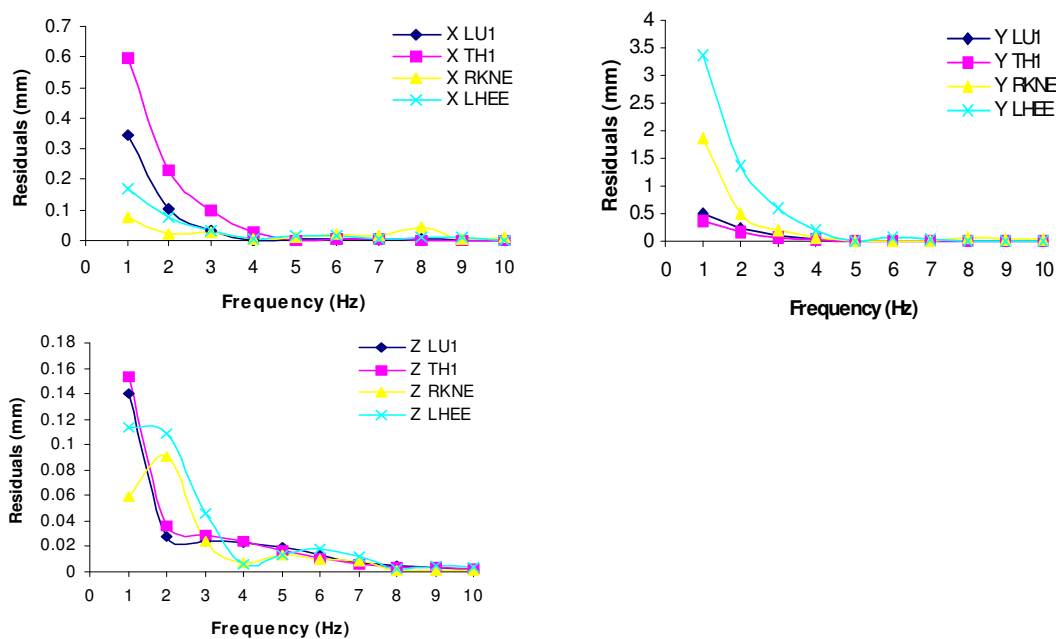 0.7
0.6
0.5
0.4
0.3
0.2
0.1
0
Residuals (mm)
0 1 2 3 4 5 6 7 8 9 10
Frequency (Hz)
X LU1
X TH1
X RKNE
X LHEE
4
3.5
3
2.5
2
1.5
1
0.5
0
Residuals (mm)
0 1 2 3 4 5 6 7 8 9 10
Frequency (Hz)
Y LU1
Y TH1
Y RKNE
Y LHEE
0.18
0.16
0.14
0.12
0.1
0.08
0.06
0.04
0.02
0
Residuals (mm)
0 1 2 3 4 5 6 7 8 9 10
Frequency (Hz)
Z LU1
Z TH1
Z RKNE
Z LHEE